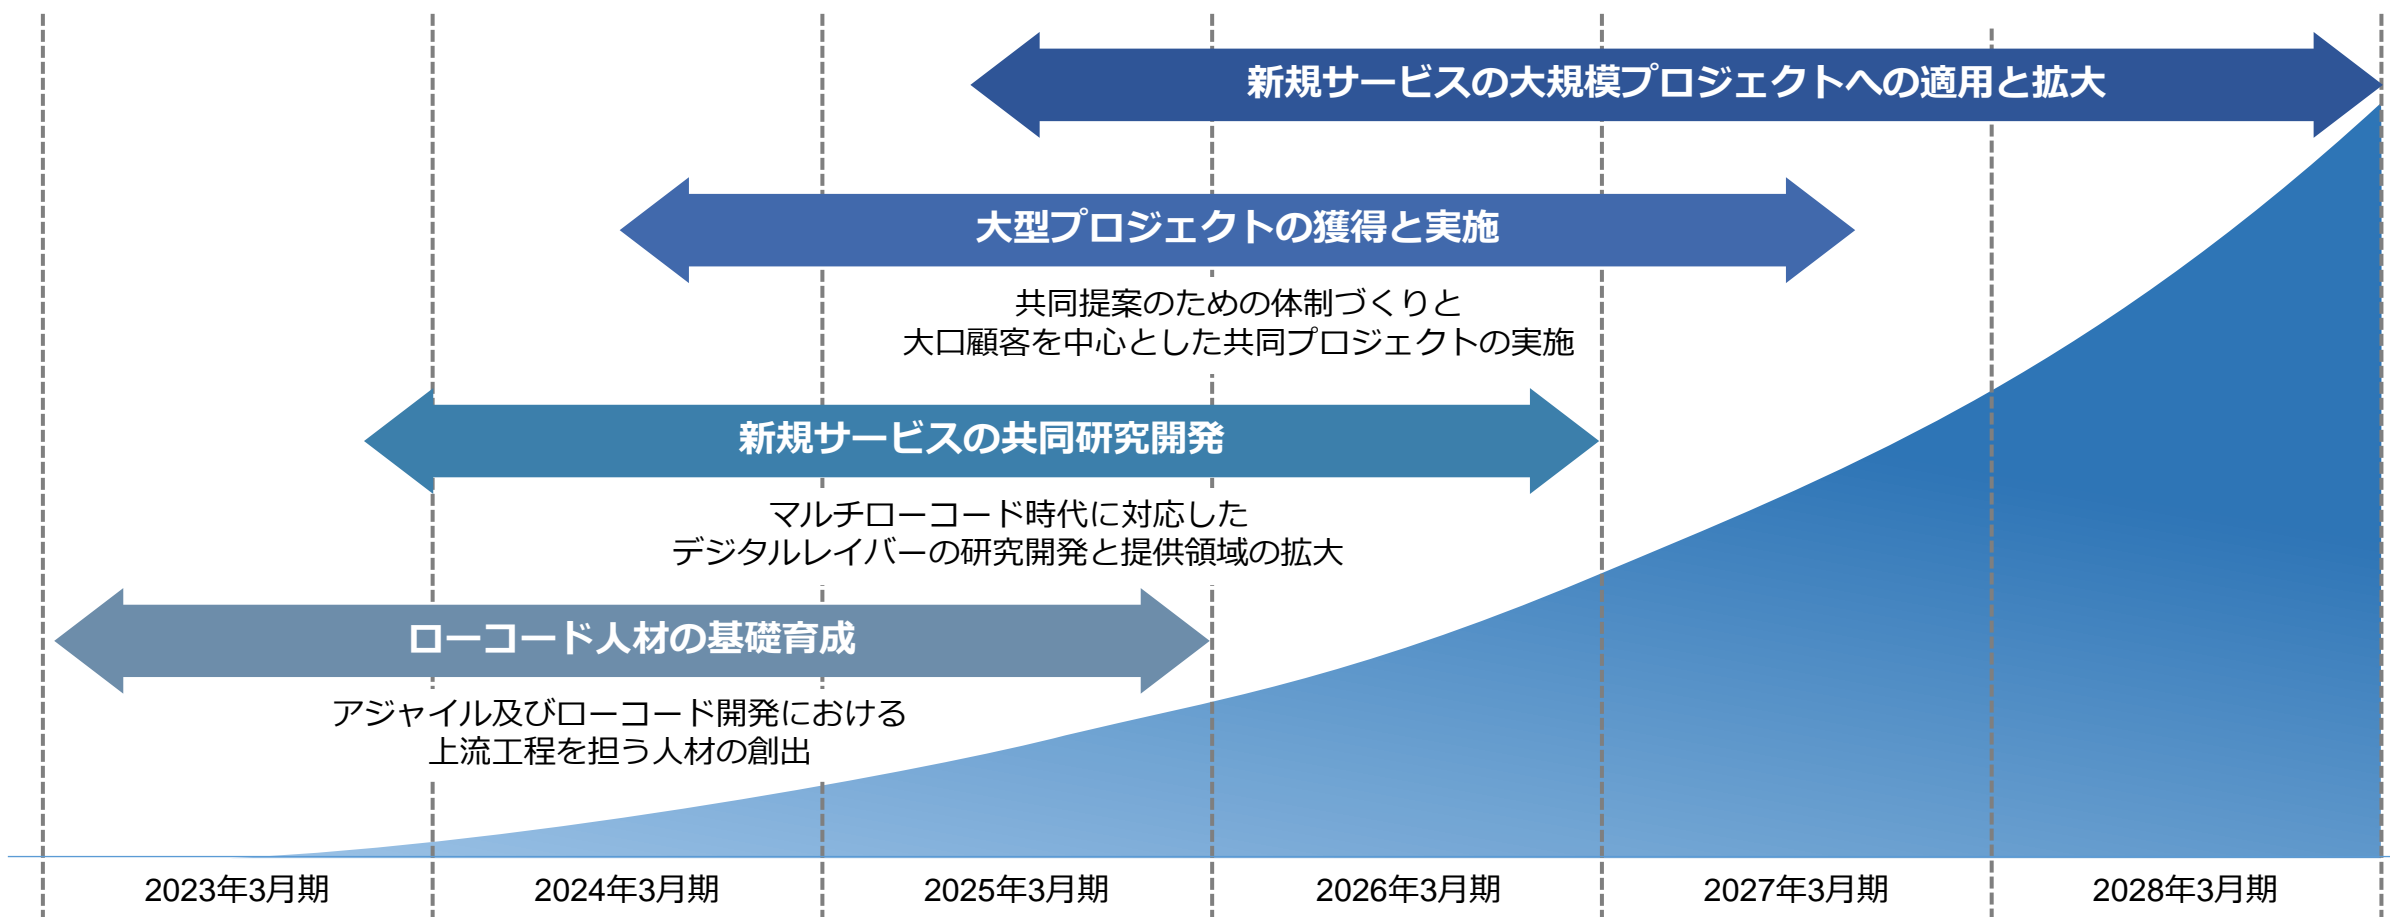 新規サービスの大規模プロジェクトへの適用と拡大
大型プロジェクトの獲得と実施
共同提案のための体制づくりと
大口顧客を中心とした共同プロジェクトの実施
新規サービスの共同研究開発
マルチローコード時代に対応した
デジタルレイバーの研究開発と提供領域の拡大
ローコード人材の基礎育成
アジャイル及びローコード開発における
上流工程を担う人材の創出
2023年3月期
2024年3月期
2025年3月期
2026年3月期
2027年3月期
2028年3月期